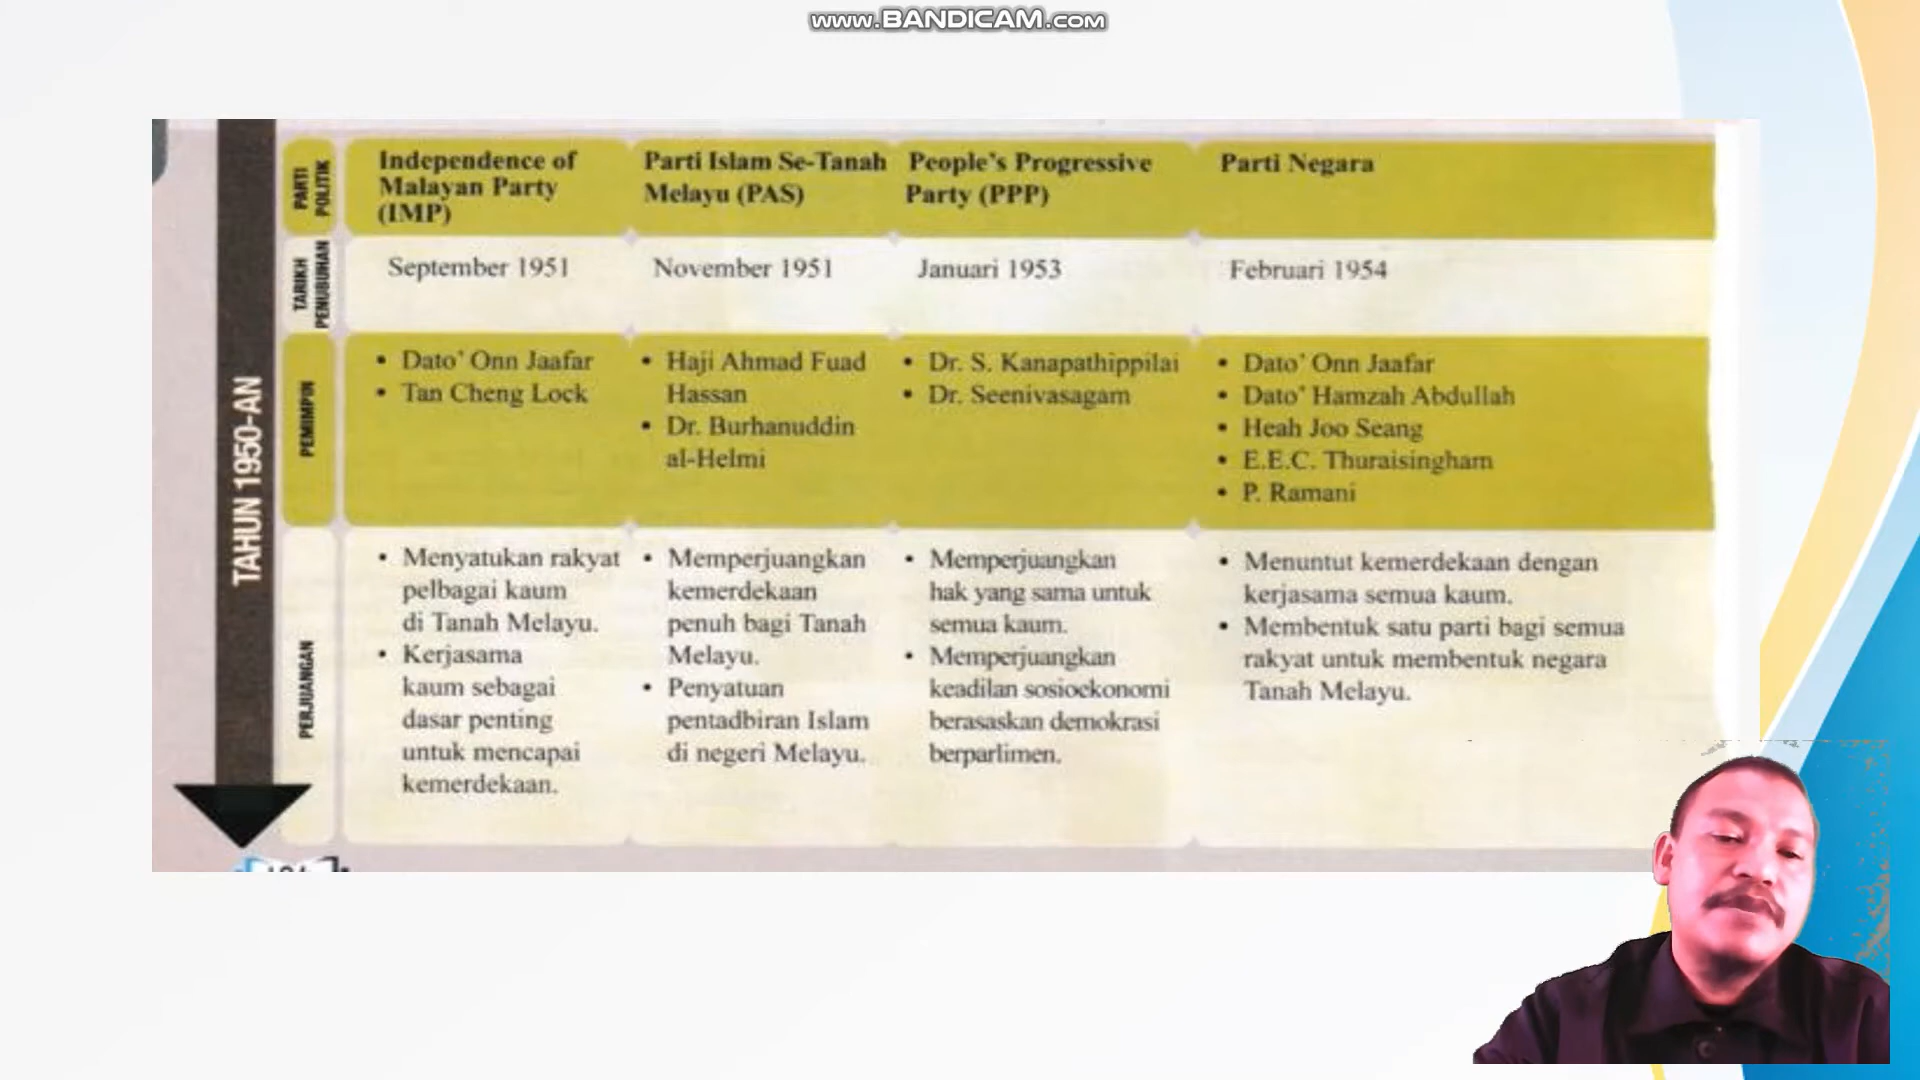 www.BANDICAM.com
TAHUN 1950-AN
PARTI
POLITIK
Independence of
Malayan Party
(IMP)
Parti Islam Se-Tanah
Melayu (PAS)
People's Progressive
Party (PPP)
Parti Negara
TARIKH
PENUBUHAN
September 1951
November 1951
Januari 1953
Februari 1954
PEMIMPIN
• Dato' Onn Jaafar
• Tan Cheng Lock
• Haji Ahmad Fuad
Hassan
• Dr. Burhanuddin
al-Helmi
• Dr. S. Kanapathippilai
• Dr. Seenivasagam
• Dato' Onn Jaafar
• Dato' Hamzah Abdullah
• Heah Joo Seang
• E.E.C. Thuraisingham
• P. Ramani
PERJUANGAN
• Menyatukan rakyat
pelbagai kaum
di Tanah Melayu.
• Kerjasama
kaum sebagai
dasar penting
untuk mencapai
kemerdekaan.
• Memperjuangkan
kemerdekaan
penuh bagi Tanah
Melayu.
• Penyatuan
pentadbiran Islam
di negeri Melayu.
• Memperjuangkan
hak yang sama untuk
semua kaum.
• Memperjuangkan
keadilan sosioekonomi
berasaskan demokrasi
berparlimen.
• Menuntut kemerdekaan dengan
kerjasama semua kaum.
• Membentuk satu parti bagi semua
rakyat untuk membentuk negara
Tanah Melayu.